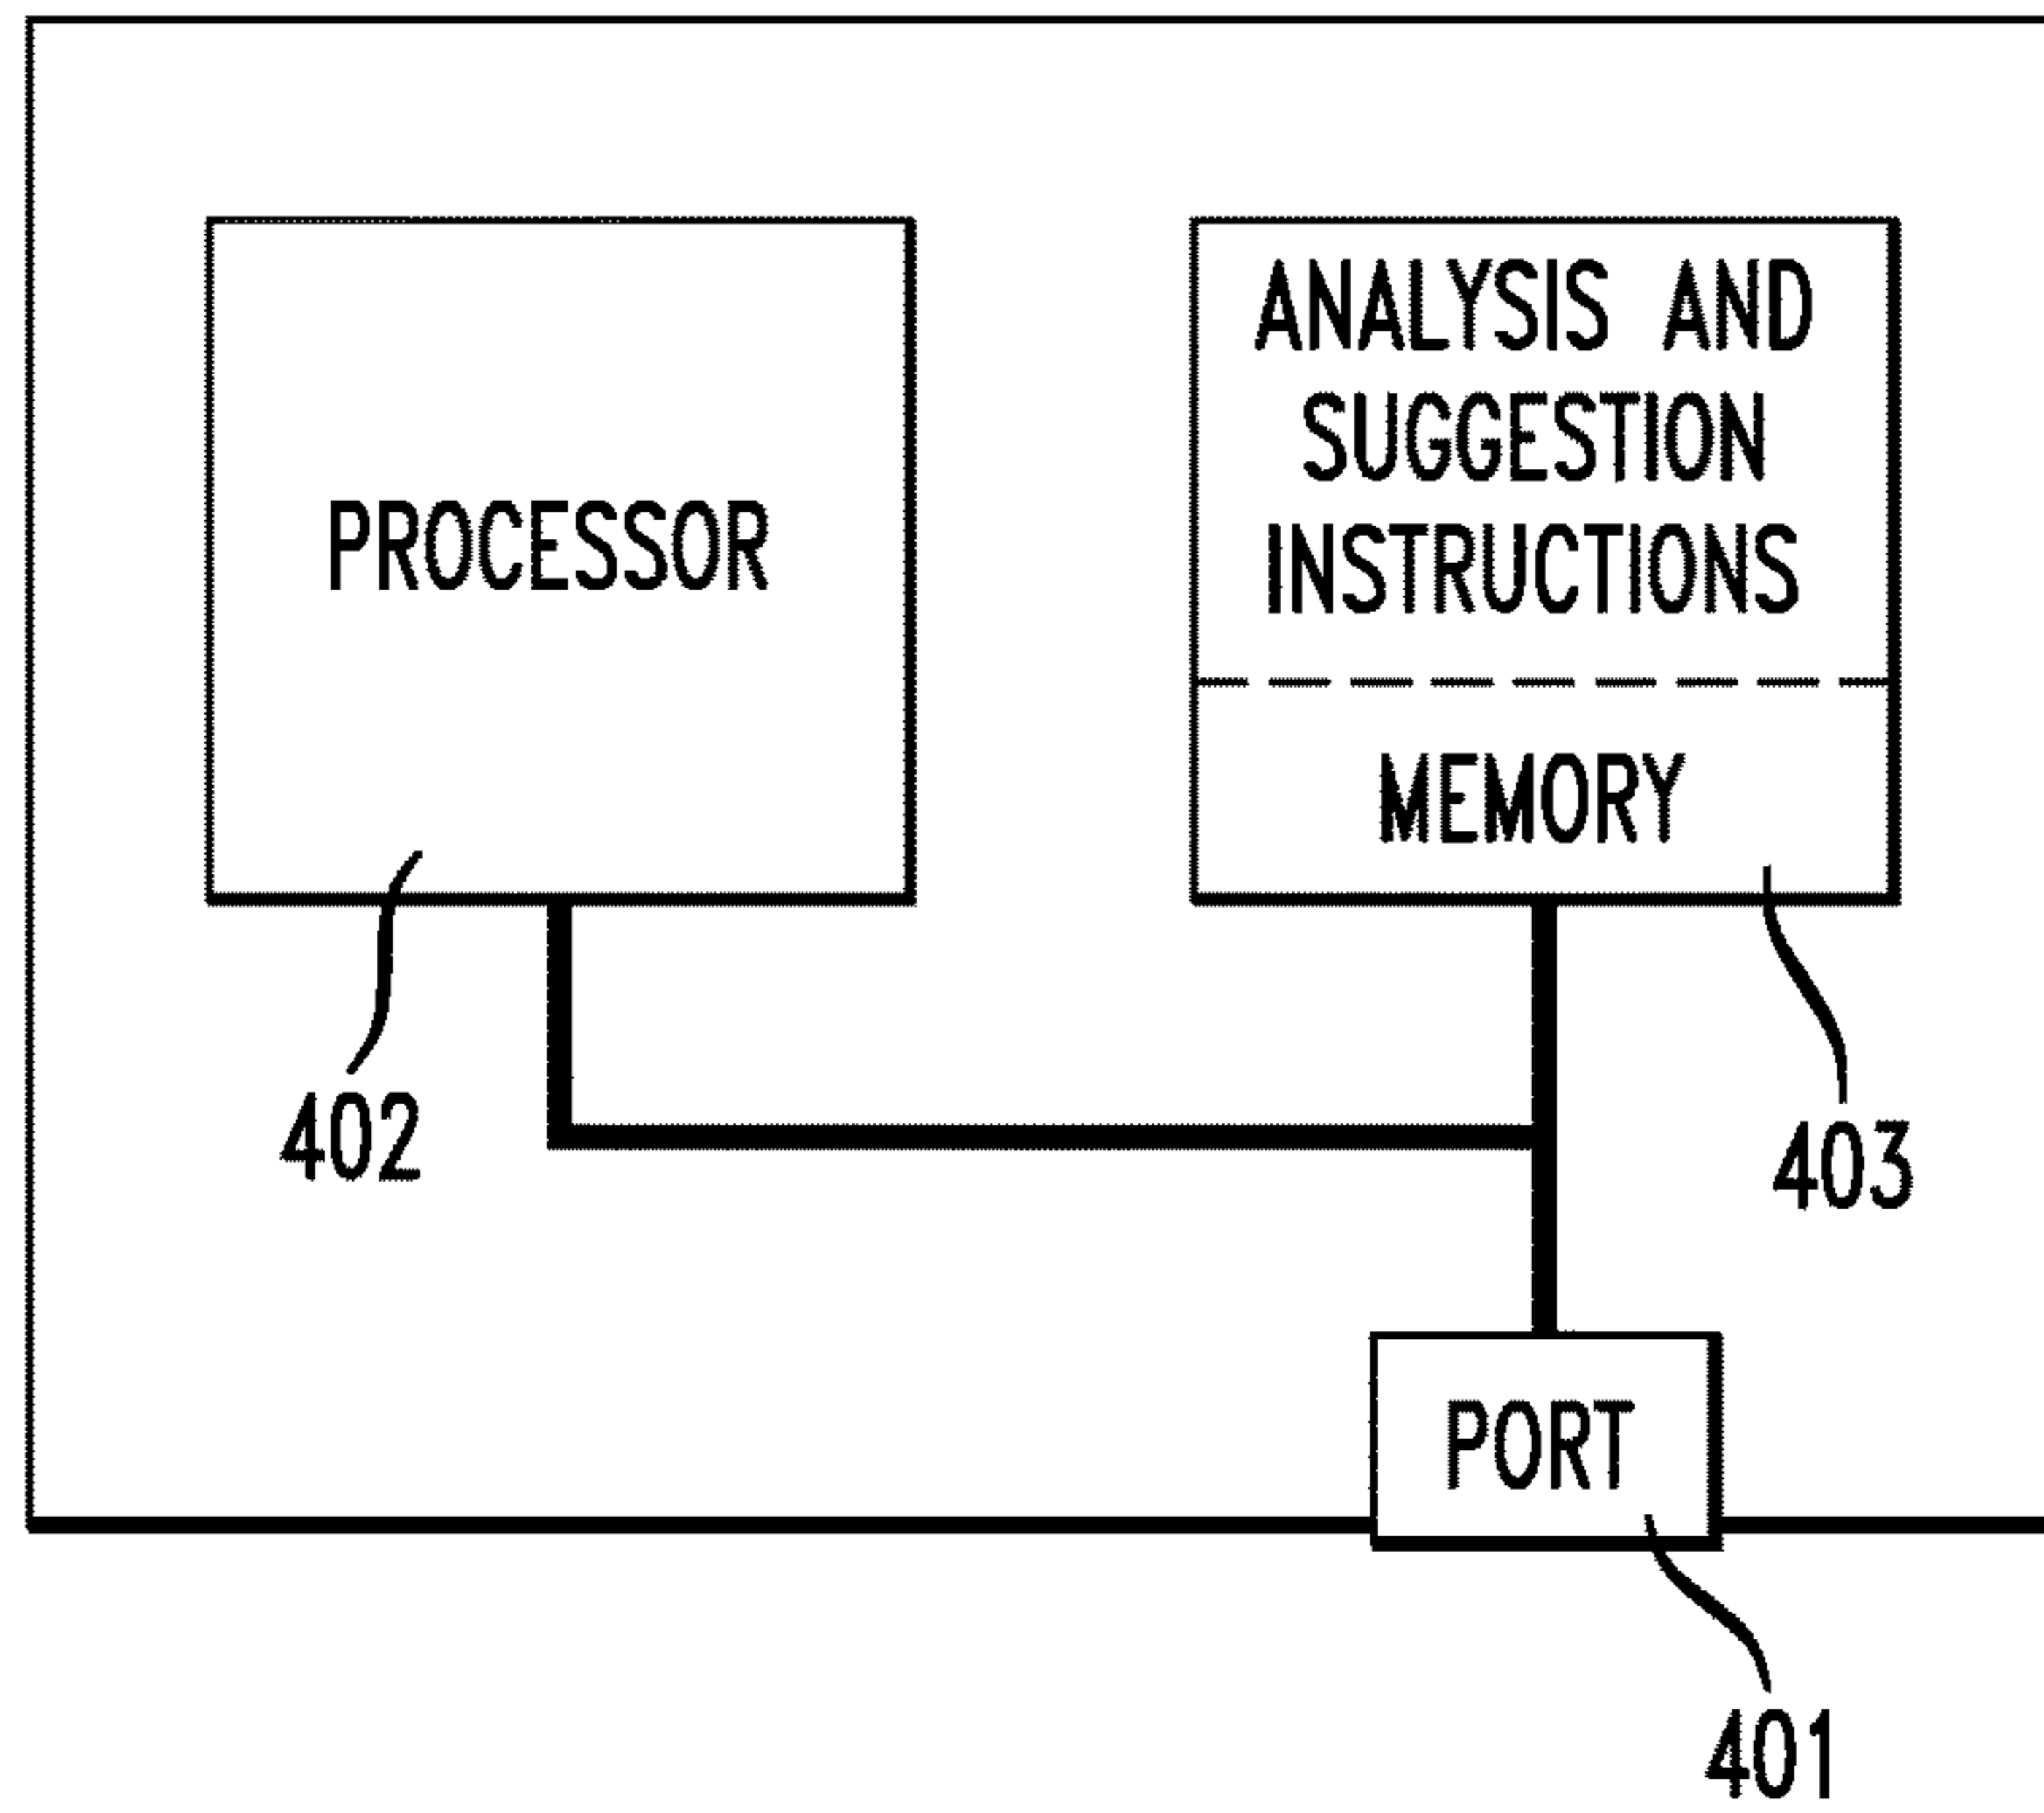 PROCESSOR
ANALYSIS AND
SUGGESTION
INSTRUCTIONS
MEMORY
402
403
PORT
401